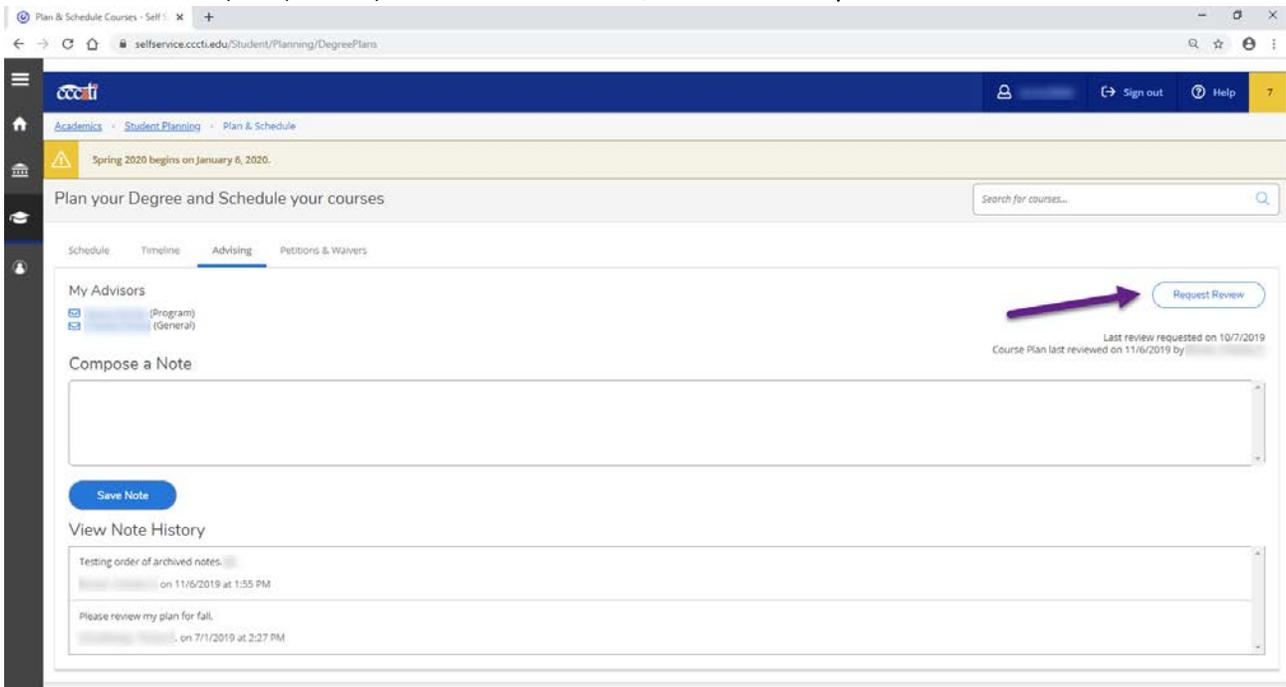 Plan & Schedule Courses - Self S
selfservice.cccti.edu/Student/Planning/DegreePlans
cccti
Sign out
Help
7
Academics
Student Planning
Plan & Schedule
Spring 2020 begins on January 6, 2020.
Plan your Degree and Schedule your courses
Search for courses...
Schedule
Timeline
Advising
Petitions & Waivers
My Advisors
(Program)
(General)
Request Review
Last review requested on 10/7/2019
Course Plan last reviewed on 11/6/2019 by
Compose a Note
Save Note
View Note History
Testing order of archived notes.
on 11/6/2019 at 1:55 PM
Please review my plan for fall.
. on 7/1/2019 at 2:27 PM